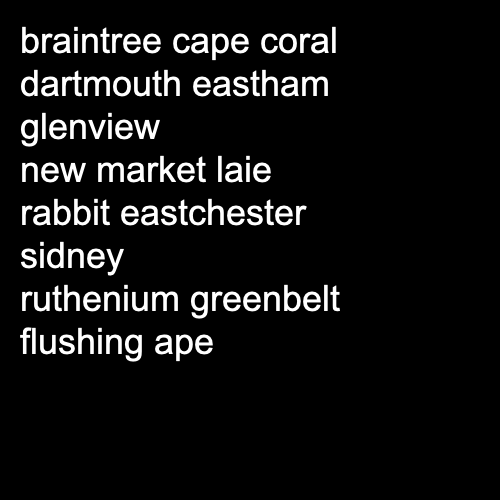 braintree cape coral
dartmouth eastham
glenview
new market laie
rabbit eastchester
sidney
ruthenium greenbelt
flushing ape